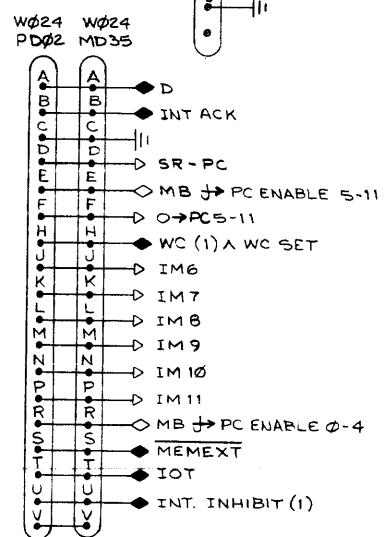 WØ24 WØ24
PDØ2 MD35
A A D
B B INT ACK
C C
D D SR-PC
E E MB J→ PC ENABLE 5-11
F F O→PC5-11
H H WC (1) ∧ WC SET
J J IM6
K K IM7
L L IM8
M M IM9
N N IM1Ø
P P IM11
R R MB J→ PC ENABLE Ø-4
S S MEMEXT
T T IOT
U U INT. INHIBIT (1)
V V